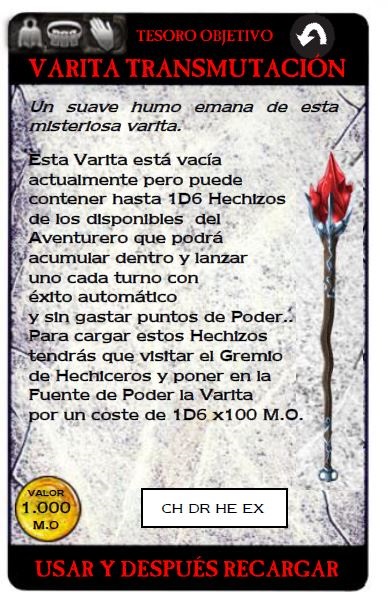 TESORO OBJETIVO
VARITA TRANSMUTACIÓN
Un suave humo emana de esta
misteriosa varita.
Esta Varita está vacía
actualmente pero puede
contener hasta 1D6 Hechizos
de los disponibles del
Aventurero que podrá
acumular dentro y lanzar
uno cada turno con
éxito automático
y sin gastar puntos de Poder..
Para cargar estos Hechizos
tendrás que visitar el Gremio
de Hechiceros y poner en la
Fuente de Poder la Varita
por un coste de 1D6 x100 M.O.
VALOR
1.000
M.O
CH DR HE EX
USAR Y DESPUÉS RECARGAR